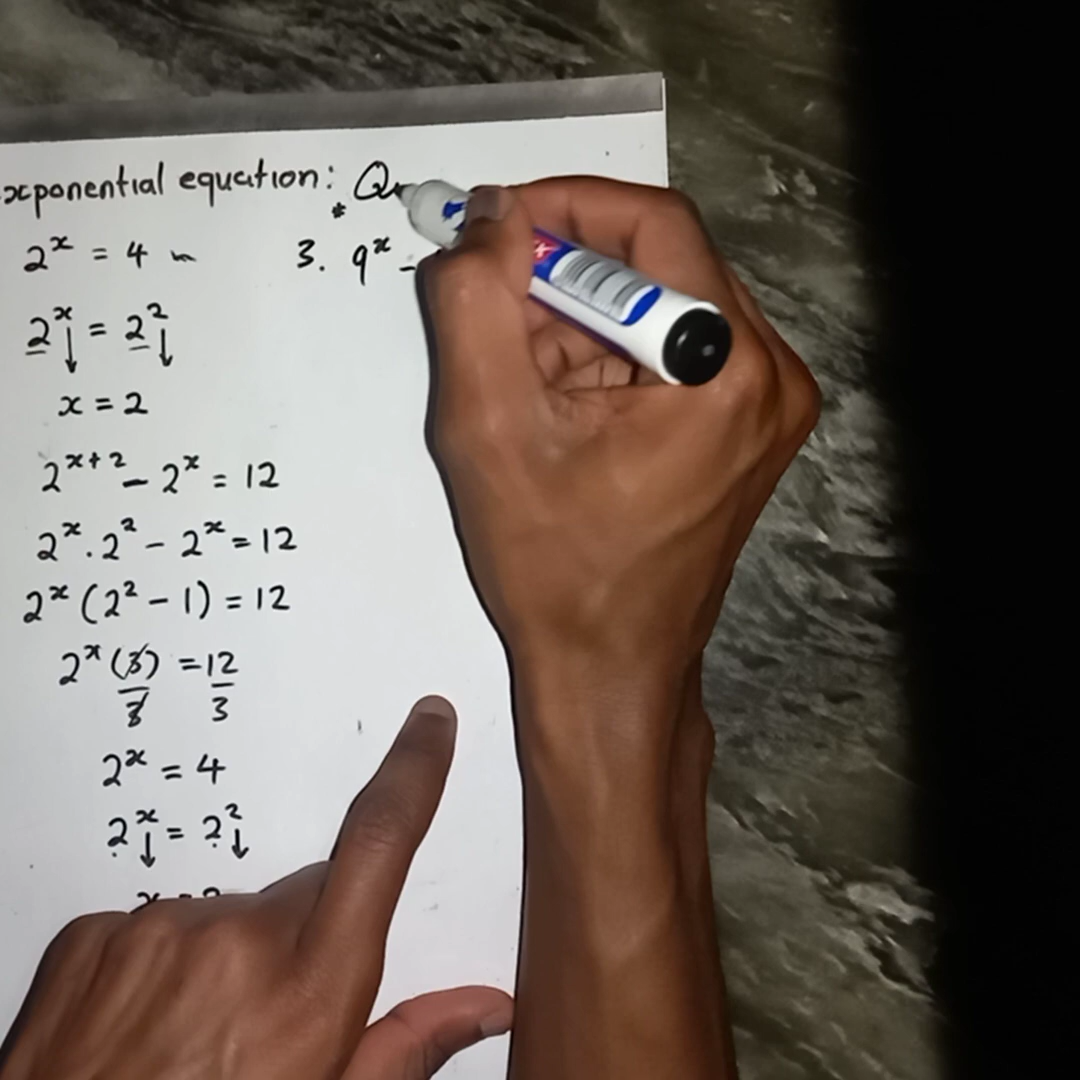 xponential equation: Qu
2^x = 4
2^x = 2^2
x = 2
2^{x+2} - 2^x = 12
2^x . 2^2 - 2^x = 12
2^x (2^2 - 1) = 12
2^x (3)/3 = 12/3
2^x = 4
2^x = 2^2
* 3. 9^x -